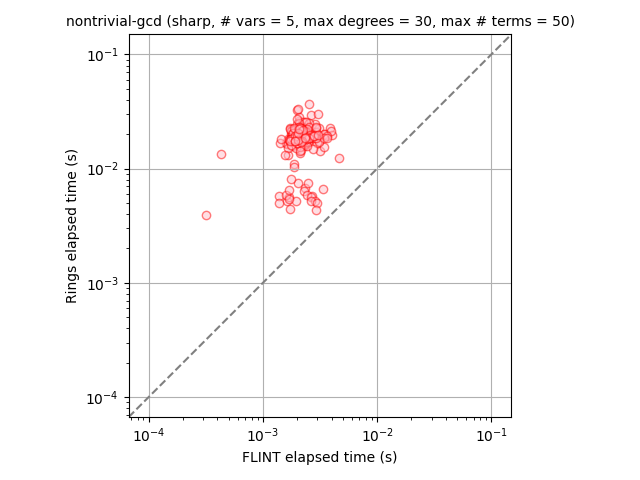 nontrivial-gcd (sharp, # vars = 5, max degrees = 30, max # terms = 50)
10⁻¹
10⁻²
10⁻³
10⁻⁴
Rings elapsed time (s)
10⁻⁴ 10⁻³ 10⁻² 10⁻¹
FLINT elapsed time (s)